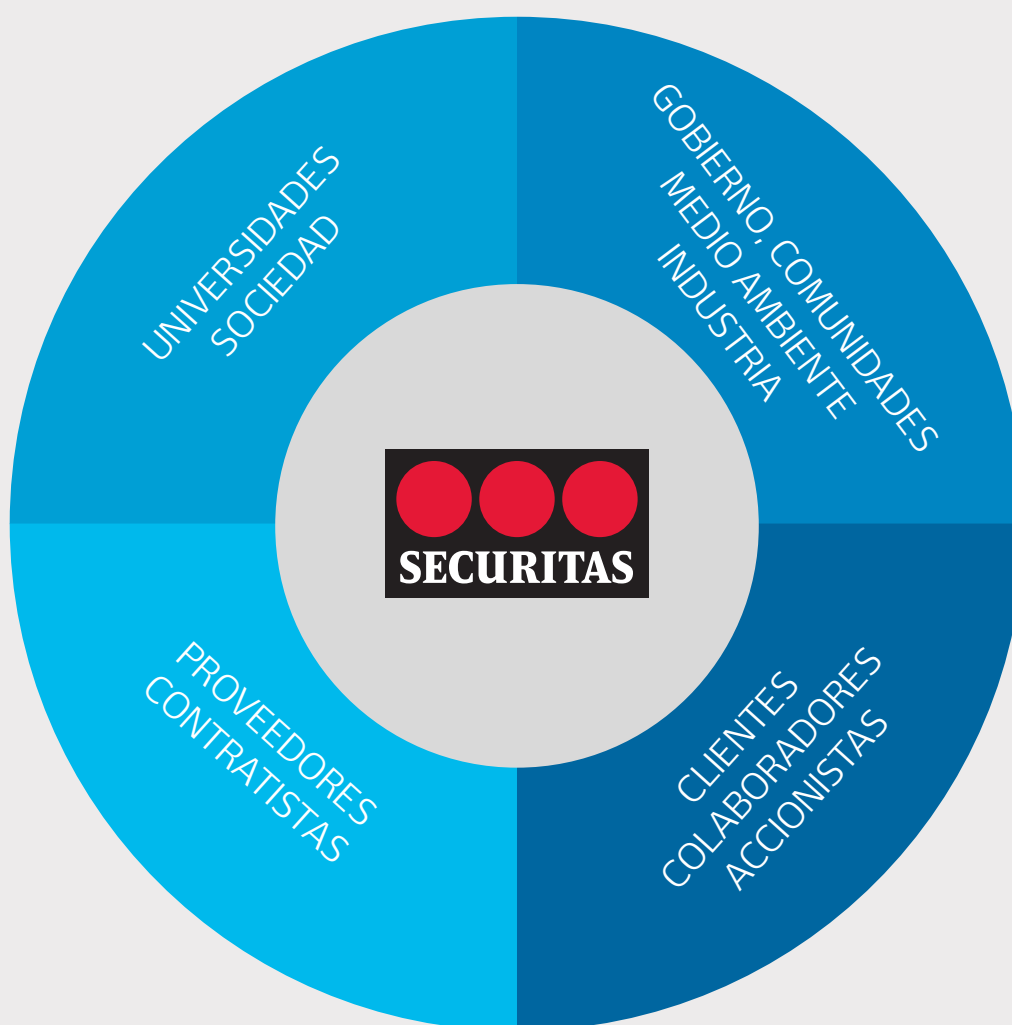 UNIVERSIDADES
SOCIEDAD
GOBIERNO, COMUNIDADES
MEDIO AMBIENTE
INDUSTRIA
SECURITAS
PROVEEDORES
CONTRATISTAS
CLIENTES
COLABORADORES
ACCIONISTAS